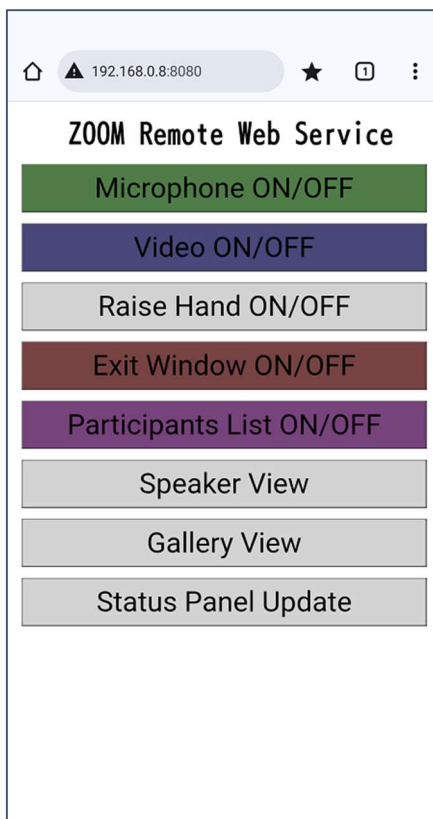 192.168.0.8:8080
1
ZOOM Remote Web Service
Microphone ON/OFF
Video ON/OFF
Raise Hand ON/OFF
Exit Window ON/OFF
Participants List ON/OFF
Speaker View
Gallery View
Status Panel Update